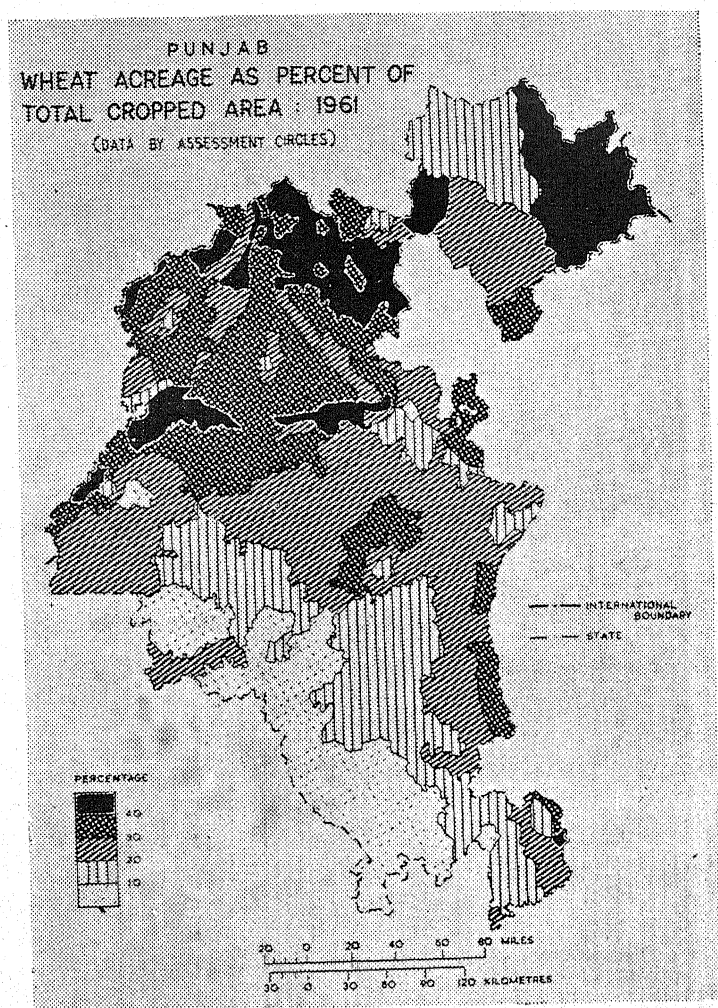 PUNJAB
WHEAT ACREAGE AS PERCENT OF
TOTAL CROPPED AREA : 1961
(DATA BY ASSESSMENT CIRCLES)
INTERNATIONAL
BOUNDARY
STATE
PERCENTAGE
40
30
20
10
20 0 20 40 60 80 MILES
30 0 30 60 90 120 KILOMETRES